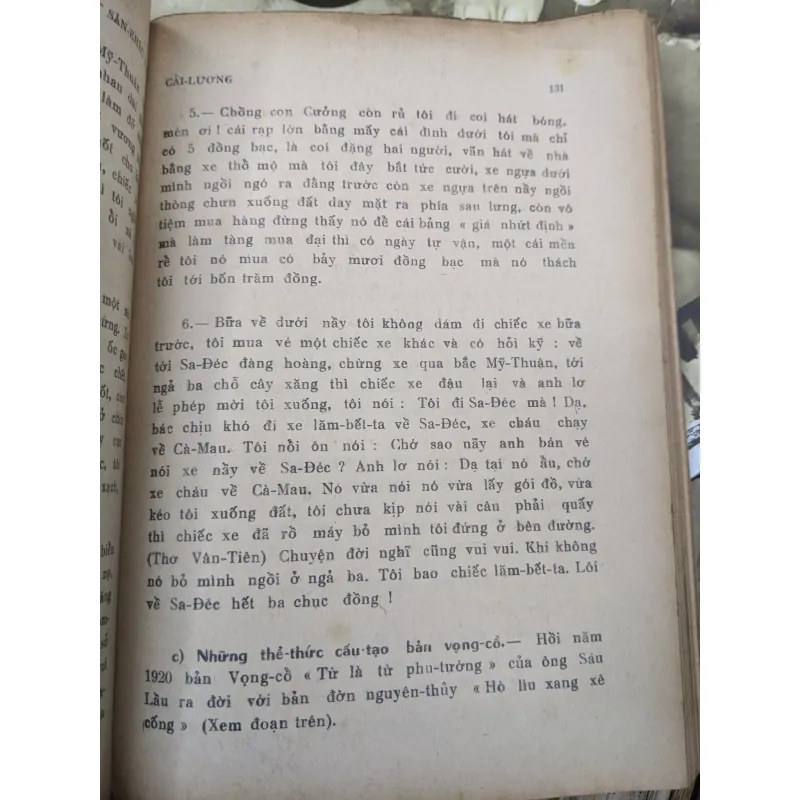 SÂN-KHẤU
Mỹ-Thuận
nhau
làm đồ
vương
chiếc
tôi
CẢI-LƯƠNG
131
5.— Chồng con Cưởng còn rủ tôi đi coi hát bóng,
mèn ơi ! cái rạp lớn bằng mấy cái đình dưới tôi mà chỉ
có 5 đồng bạc, là coi đặng hai người, vãn hát về nhà
bằng xe thồ mộ mà tôi đây bắt tức cười, xe ngựa dưới
mình ngồi ngó ra đằng trước còn xe ngựa trên nầy ngồi
thòng chưn xuống đất day mặt ra phía sau lưng, còn vô
tiệm mua hàng đừng thấy nó đề cái bảng « giá nhứt định »
mà làm tàng mua đại thì có ngày tự vận, một cái mền
rẻ tôi nó mua có bảy mươi đồng bạc mà nó thách
tôi tới bốn trăm đồng.
6.— Bữa về dưới nầy tôi không dám đi chiếc xe bữa
trước, tôi mua vé một chiếc xe khác và có hỏi kỹ : về
tới Sa-Đéc đàng hoàng, chừng xe qua bắc Mỹ-Thuận, tới
ngả ba chỗ cây xăng thì chiếc xe đậu lại và anh lơ
lễ phép mời tôi xuống, tôi nói : Tôi đi Sa-Đéc mà ! Dạ,
bác chịu khó đi xe lăm-bết-ta về Sa-Đéc, xe cháu chạy
về Cà-Mau. Tôi nổi ôn nói : Chớ sao nãy anh bán vé
nói xe nầy về Sa-Đéc ? Anh lơ nói : Dạ tại nó ẩu, chớ
xe cháu về Cà-Mau. Nó vừa nói nó vừa lấy gói đồ, vừa
kéo tôi xuống đất, tôi chưa kịp nói vài câu phải quấy
thì chiếc xe đã rồ máy bỏ mình tôi đứng ở bên đường.
(Thơ Vân-Tiên) Chuyện đời nghĩ cũng vui vui. Khi không
nó bỏ mình ngồi ở ngả ba. Tôi bao chiếc lăm-bết-ta. Lôi
về Sa-Đéc hết ba chục đồng !
c) Những thể-thức cấu-tạo bản vọng-cổ.— Hồi năm
1920 bản Vọng-cổ « Từ là từ phu-tướng » của ông Sáu
Lầu ra đời với bản đờn nguyên-thủy « Hò liu xang xê
cống » (Xem đoạn trên).